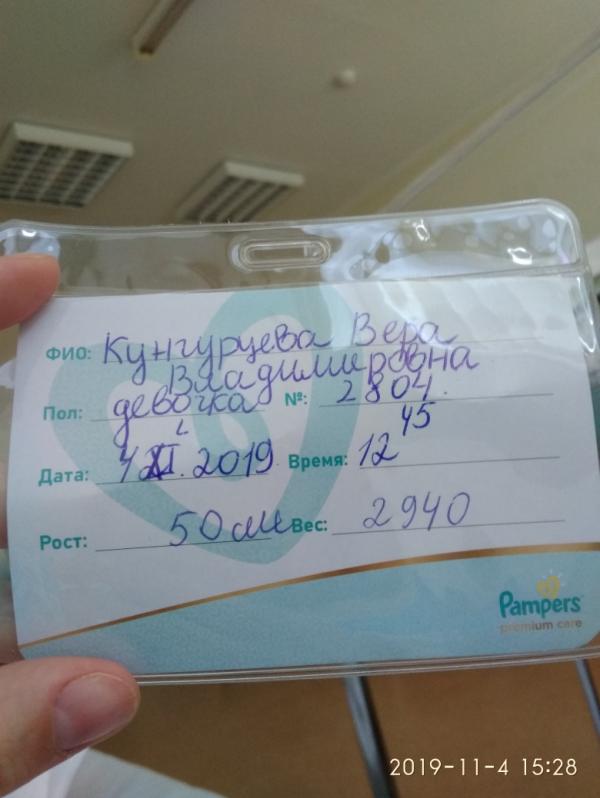 ФИО: Кунгурцева Вера
Владимировна
Пол: девочка №: 2804.
Дата: 4 XI. 2019 Время: 12 45
Рост: 50 см Вес: 2940
Pampers
premium care
2019-11-4 15:28